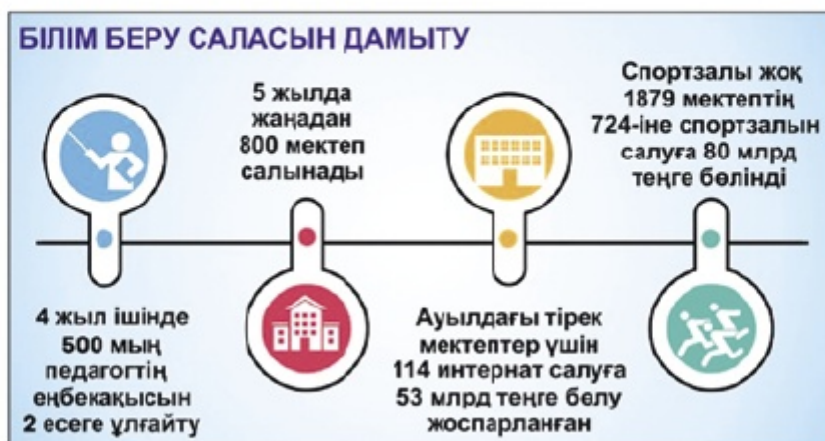 БІЛІМ БЕРУ САЛАСЫН ДАМЫТУ
4 жыл ішінде
500 мың
педагогтің
еңбекақысын
2 есеге ұлғайту
5 жылда
жаңадан
800 мектеп
салынады
Ауылдағы тірек
мектептер үшін
114 интернат салуға
53 млрд теңге бөлу
жоспарланған
Спортзалы жоқ
1879 мектептің
724-іне спортзалын
салуға 80 млрд
теңге бөлінді